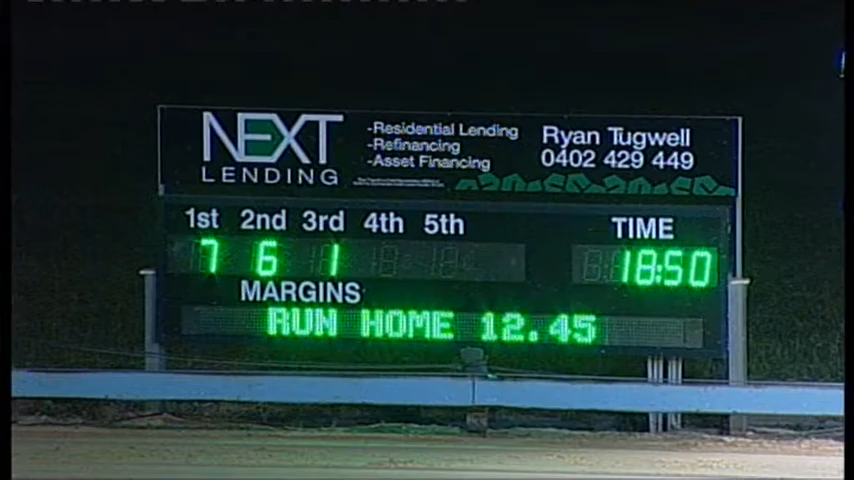 NEXT
LENDING
-Residential Lending
-Refinancing
-Asset Financing
Ryan Tugwell
0402 429 449
1st 2nd 3rd 4th 5th TIME
7 6 1 18:50
MARGINS
RUN HOME 12.45